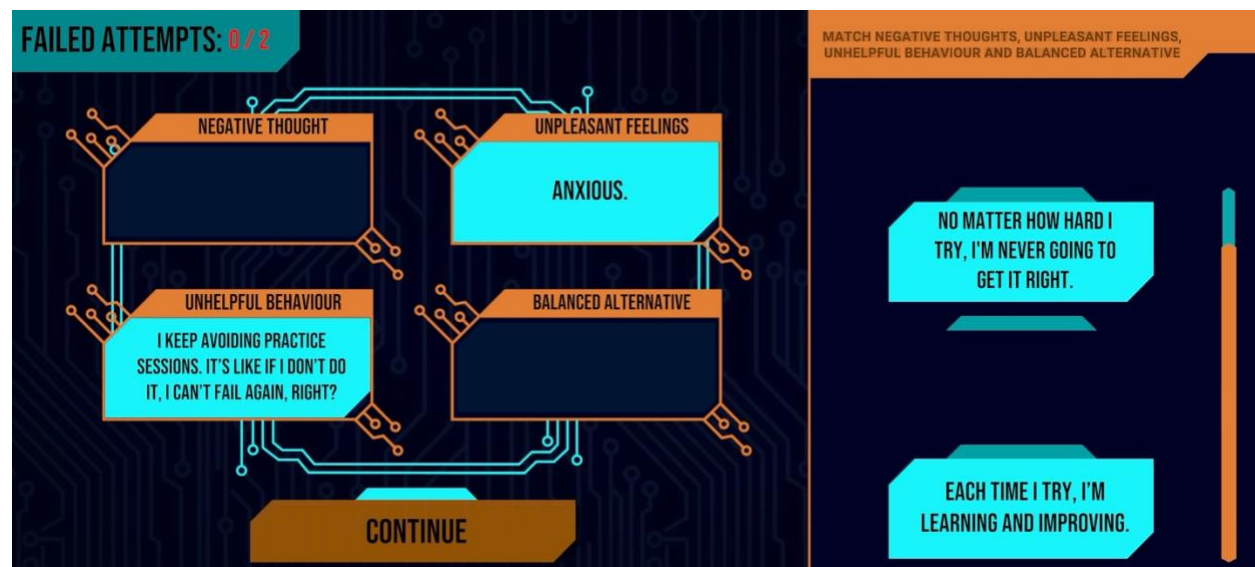 FAILED ATTEMPTS: 0 / 2
MATCH NEGATIVE THOUGHTS, UNPLEASANT FEELINGS,
UNHELPFUL BEHAVIOUR AND BALANCED ALTERNATIVE
NEGATIVE THOUGHT
UNPLEASANT FEELINGS
ANXIOUS.
UNHELPFUL BEHAVIOUR
I KEEP AVOIDING PRACTICE
SESSIONS. IT'S LIKE IF I DON'T DO
IT, I CAN'T FAIL AGAIN, RIGHT?
BALANCED ALTERNATIVE
CONTINUE
NO MATTER HOW HARD I
TRY, I'M NEVER GOING TO
GET IT RIGHT.
EACH TIME I TRY, I'M
LEARNING AND IMPROVING.